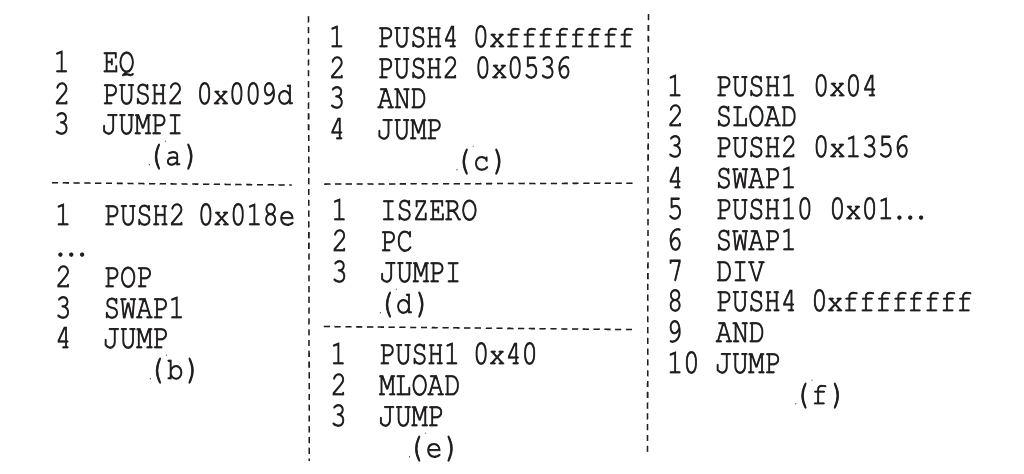 1 EQ
2 PUSH2 0x009d
3 JUMPI
(a)
1 PUSH2 0x018e
...
2 POP
3 SWAP1
4 JUMP
(b)
1 PUSH4 0xffffffff
2 PUSH2 0x0536
3 AND
4 JUMP
(c)
1 ISZERO
2 PC
3 JUMPI
(d)
1 PUSH1 0x40
2 MLOAD
3 JUMP
(e)
1 PUSH1 0x04
2 SLOAD
3 PUSH2 0x1356
4 SWAP1
5 PUSH10 0x01...
6 SWAP1
7 DIV
8 PUSH4 0xffffffff
9 AND
10 JUMP
(f)